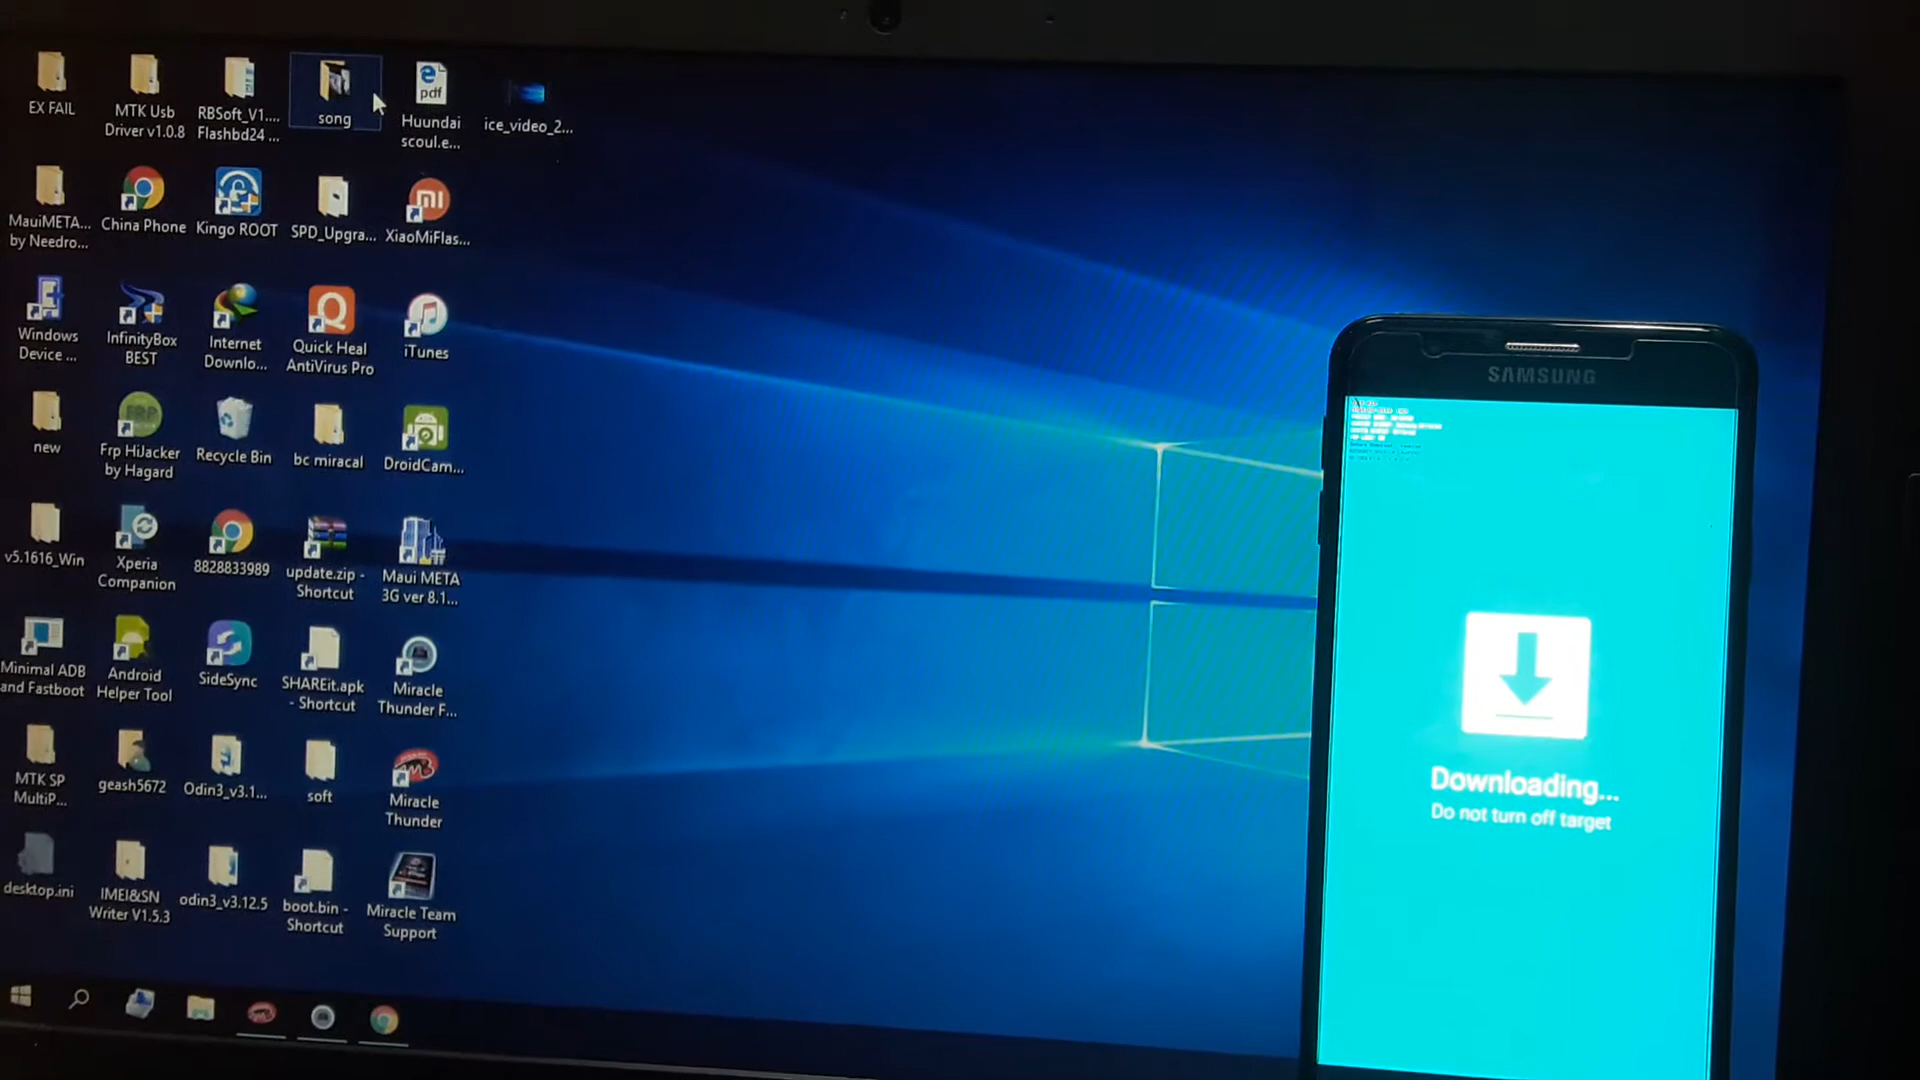 EX FAIL
MTK Usb
Driver v1.0.8
RBSoft_V1....
Flashbd24 ...
song
pdf
Huundai
scoul.e...
ice_video_2...
MauiMETA...
by Needro...
China Phone
Kingo ROOT
SPD_Upgra...
mi
XiaoMiFlas...
Windows
Device ...
InfinityBox
BEST
Internet
Downlo...
Quick Heal
AntiVirus Pro
iTunes
new
FRP
Frp HiJacker
by Hagard
Recycle Bin
bc miracal
DroidCam...
v5.1616_Win
Xperia
Companion
8828833989
update.zip -
Shortcut
Maui META
3G ver 8.1...
Minimal ADB
and Fastboot
Android
Helper Tool
SideSync
SHAREit.apk
- Shortcut
Miracle
Thunder F...
MTK SP
MultiP...
geash5672
Odin3_v3.1...
soft
Miracle
Thunder
desktop.ini
IMEI&SN
Writer V1.5.3
odin3_v3.12.5
boot.bin -
Shortcut
Miracle Team
Support
SAMSUNG
Downloading...
Do not turn off target